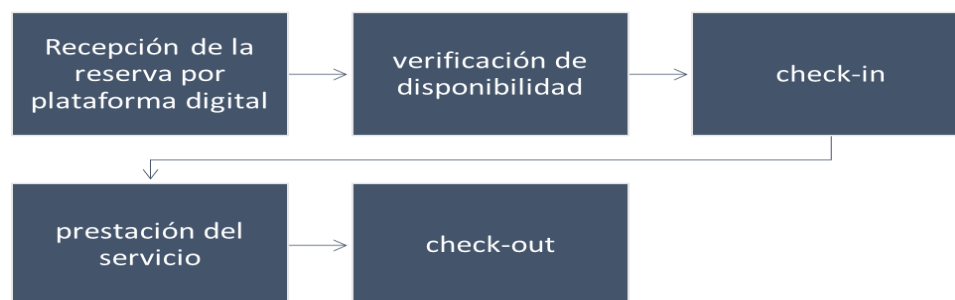 Recepción de la
reserva por
plataforma digital
verificación de
disponibilidad
check-in
prestación del
servicio
check-out